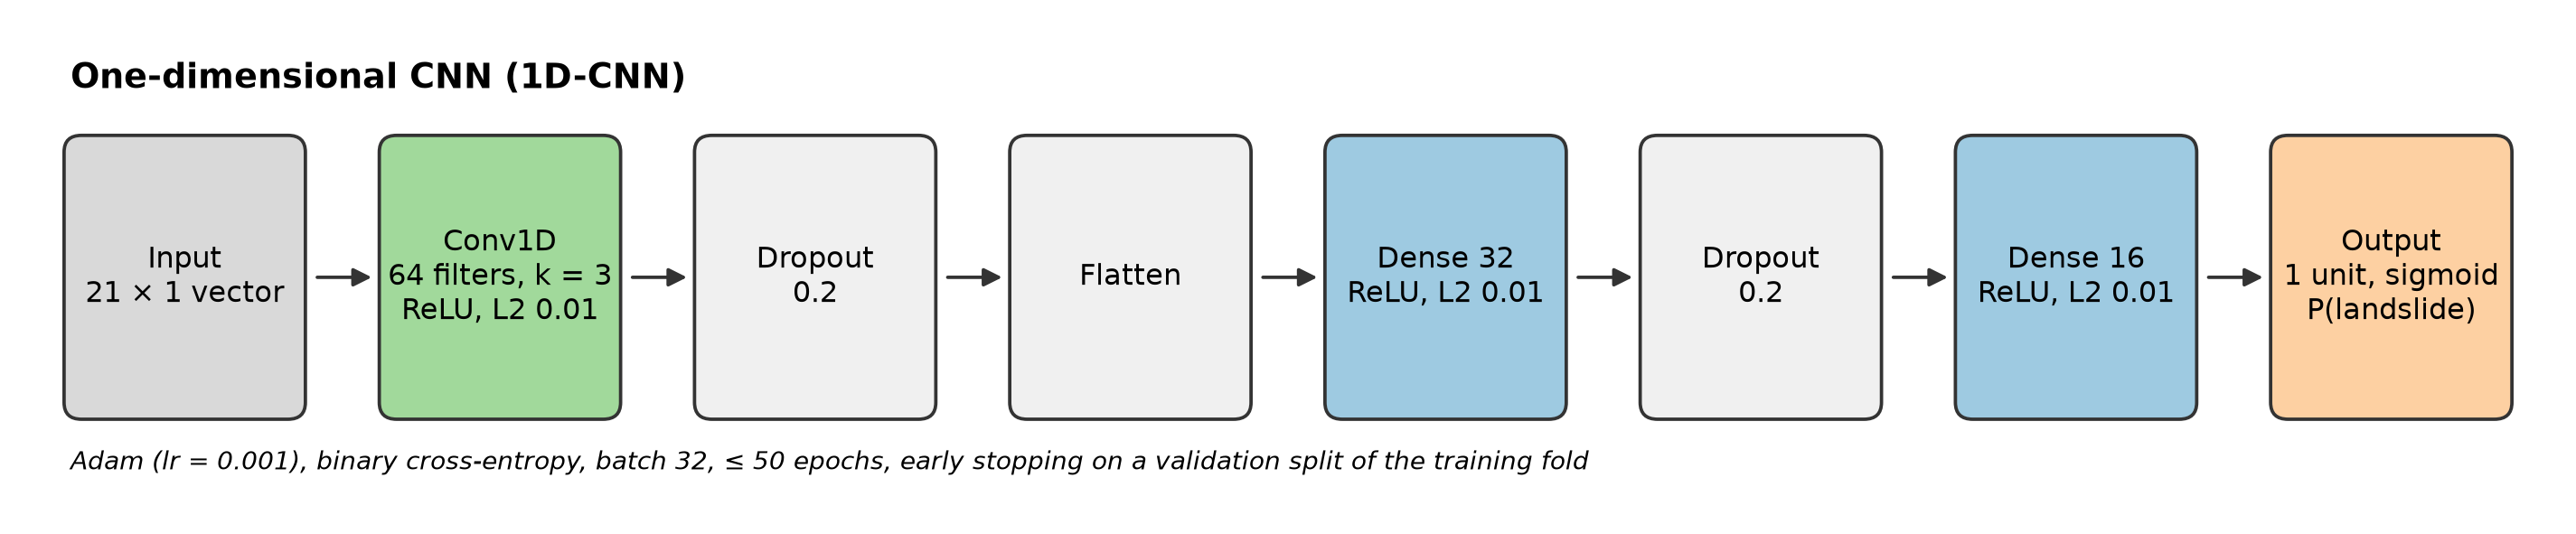 One-dimensional CNN (1D-CNN)
Input
21 × 1 vector
Conv1D
64 filters, k = 3
ReLU, L2 0.01
Dropout
0.2
Flatten
Dense 32
ReLU, L2 0.01
Dropout
0.2
Dense 16
ReLU, L2 0.01
Output
1 unit, sigmoid
P(landslide)
Adam (lr = 0.001), binary cross-entropy, batch 32, ≤ 50 epochs, early stopping on a validation split of the training fold